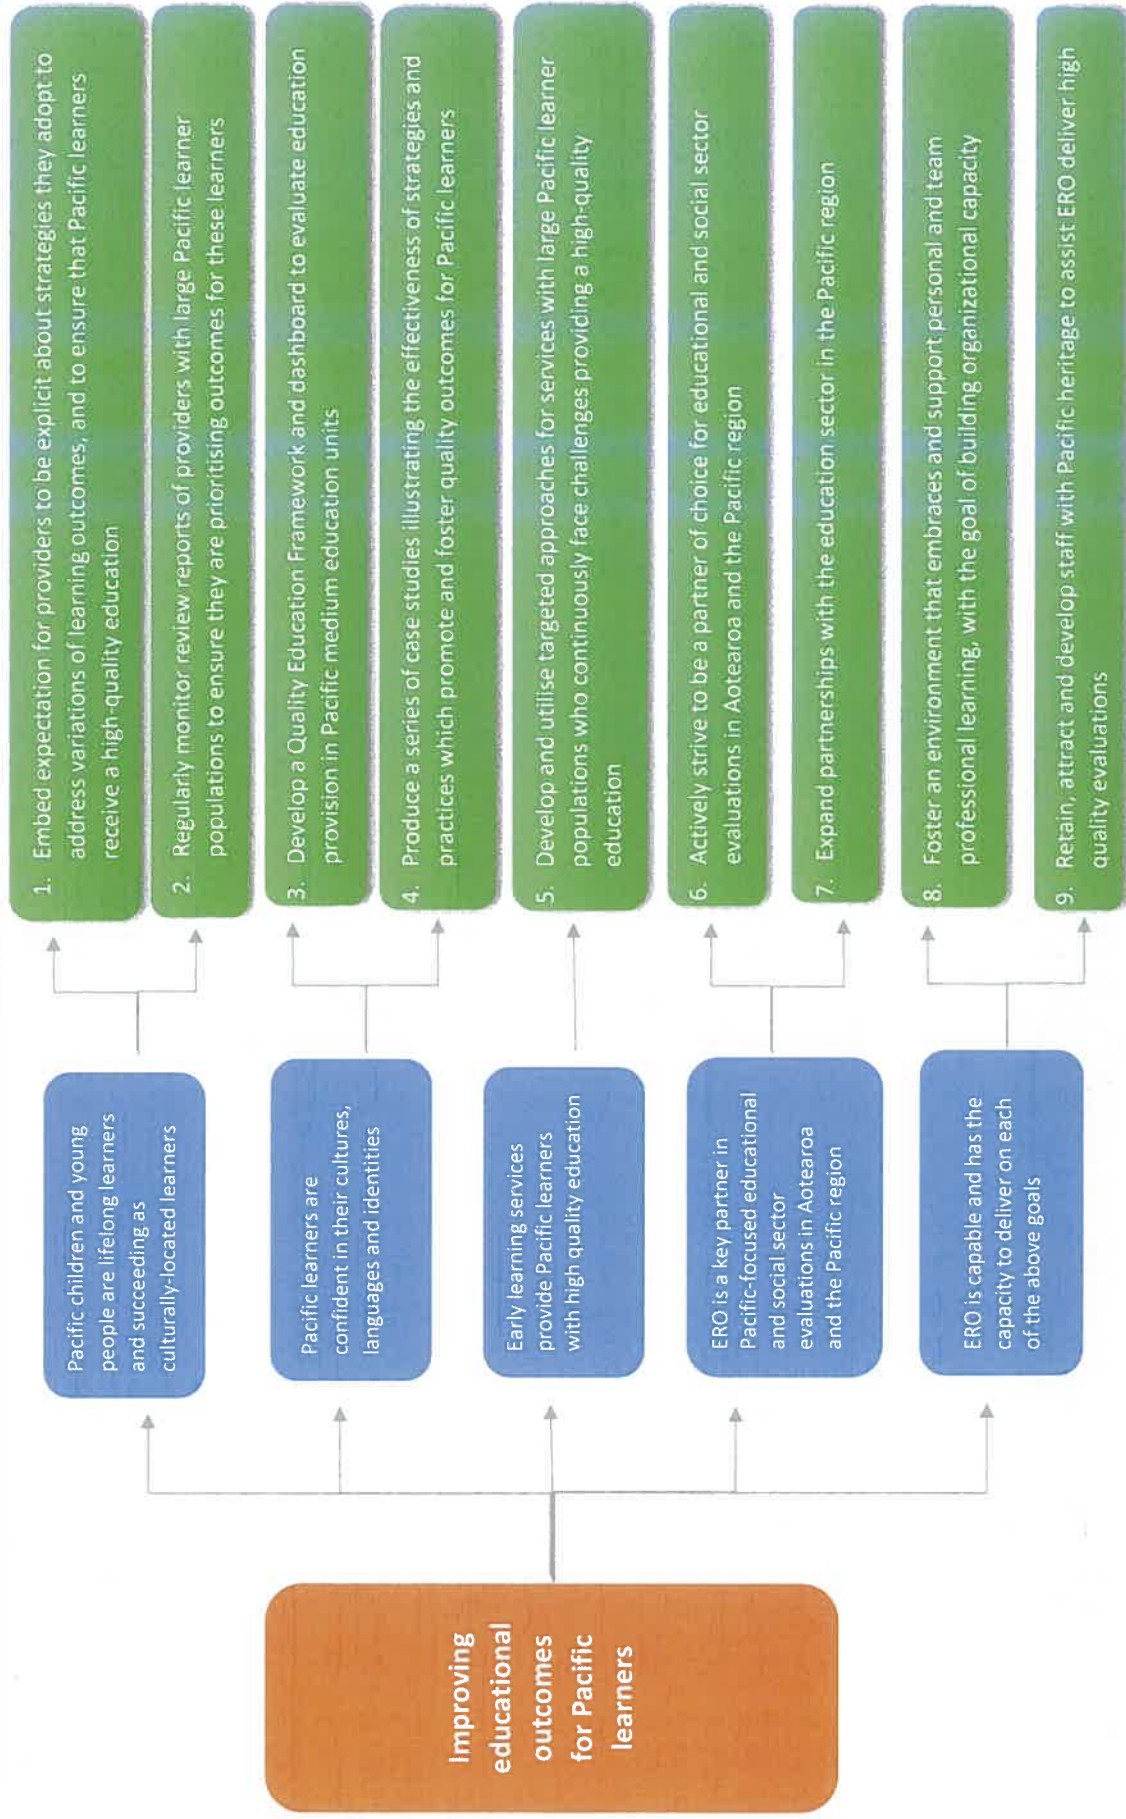 Improving
educational
outcomes
for Pacific
learners
Pacific children and young
people are lifelong learners
and succeeding as
culturally-located learners
Pacific learners are
confident in their cultures,
languages and identities
Early learning services
provide Pacific learners
with high quality education
ERO is a key partner in
Pacific-focused educational
and social sector
evaluations in Aotearoa
and the Pacific region
ERO is capable and has the
capacity to deliver on each
of the above goals
1. Embed expectation for providers to be explicit about strategies they adopt to
address variations of learning outcomes, and to ensure that Pacific learners
receive a high-quality education
2. Regularly monitor review reports of providers with large Pacific learner
populations to ensure they are prioritising outcomes for these learners
3. Develop a Quality Education Framework and dashboard to evaluate education
provision in Pacific medium education units
4. Produce a series of case studies illustrating the effectiveness of strategies and
practices which promote and foster quality outcomes for Pacific learners
5. Develop and utilise targeted approaches for services with large Pacific learner
populations who continuously face challenges providing a high-quality
education
6. Actively strive to be a partner of choice for educational and social sector
evaluations in Aotearoa and the Pacific region
7. Expand partnerships with the education sector in the Pacific region
8. Foster an environment that embraces and support personal and team
professional learning, with the goal of building organizational capacity
9. Retain, attract and develop staff with Pacific heritage to assist ERO deliver high
quality evaluations